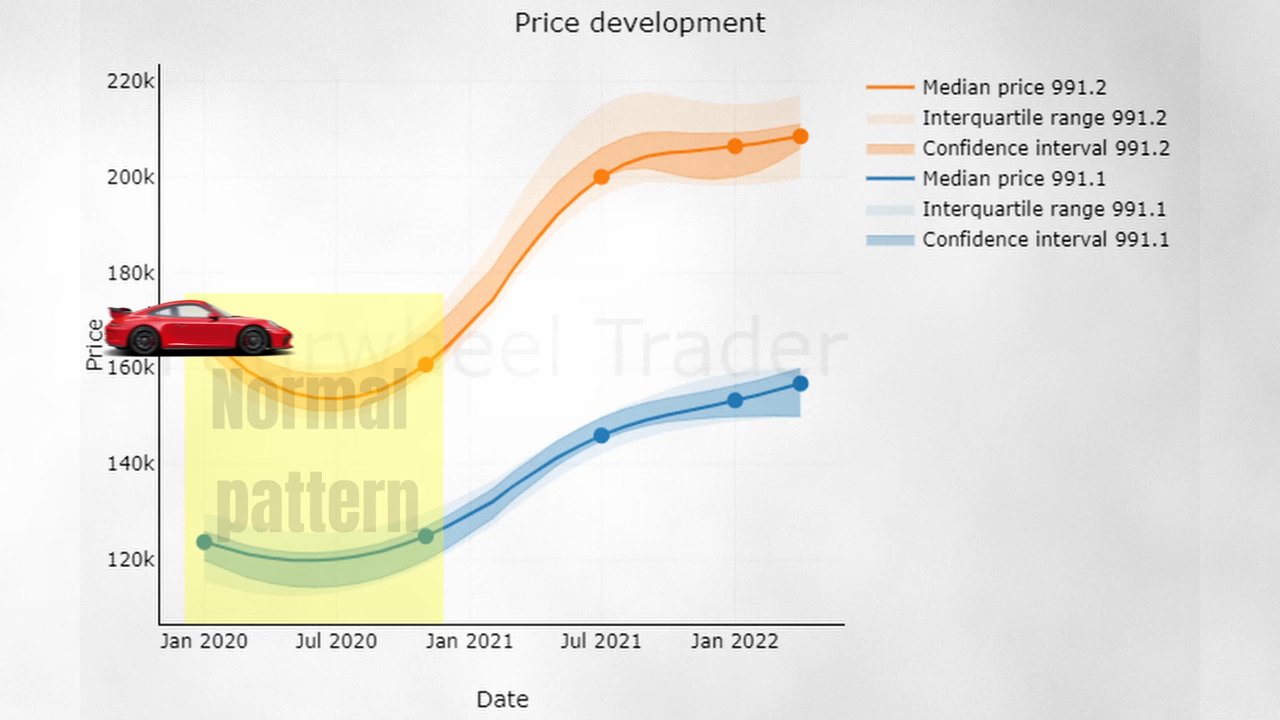 Price development
220k
200k
180k
160k
140k
120k
Price
Median price 991.2
Interquartile range 991.2
Confidence interval 991.2
Median price 991.1
Interquartile range 991.1
Confidence interval 991.1
Trader
Normal
pattern
Jan 2020
Jul 2020
Jan 2021
Jul 2021
Jan 2022
Date